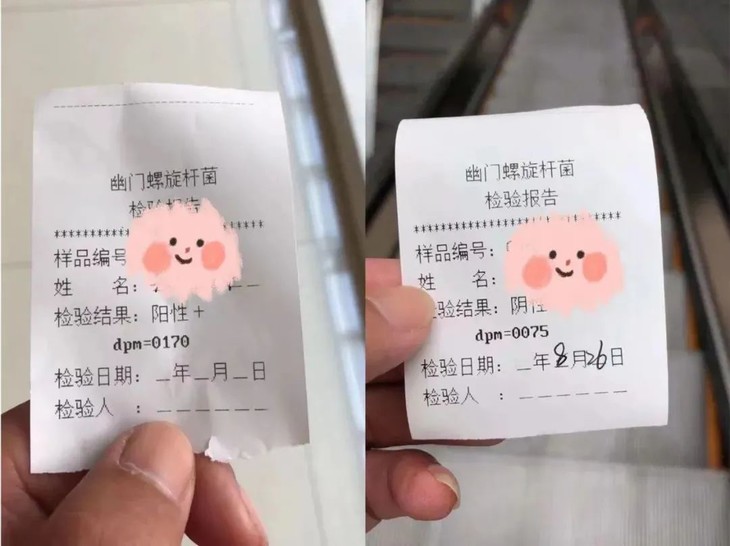 幽门螺旋杆菌
检验报告
**************************
样品编号
姓 名:
检验结果: 阳性+
dpm=0170
检验日期: _年_月_日
检验人 : ______
幽门螺旋杆菌
检验报告
**************************
样品编号:
姓 名:
检验结果: 阴性
dpm=0075
检验日期: _年8月26日
检验人 : ______